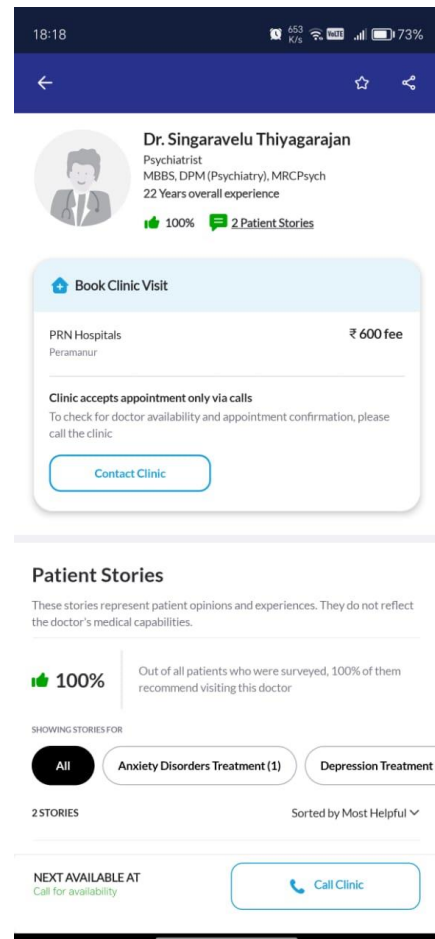 18:18
653
K/s
VoLTE
73%
Dr. Singaravelu Thiyagarajan
Psychiatrist
MBBS, DPM (Psychiatry), MRCPsych
22 Years overall experience
100% 2 Patient Stories
Book Clinic Visit
PRN Hospitals ₹ 600 fee
Peramanur
Clinic accepts appointment only via calls
To check for doctor availability and appointment confirmation, please
call the clinic
Contact Clinic
Patient Stories
These stories represent patient opinions and experiences. They do not reflect
the doctor's medical capabilities.
100%
Out of all patients who were surveyed, 100% of them
recommend visiting this doctor
SHOWING STORIES FOR
All Anxiety Disorders Treatment (1) Depression Treatment
2 STORIES Sorted by Most Helpful
NEXT AVAILABLE AT
Call for availability
Call Clinic